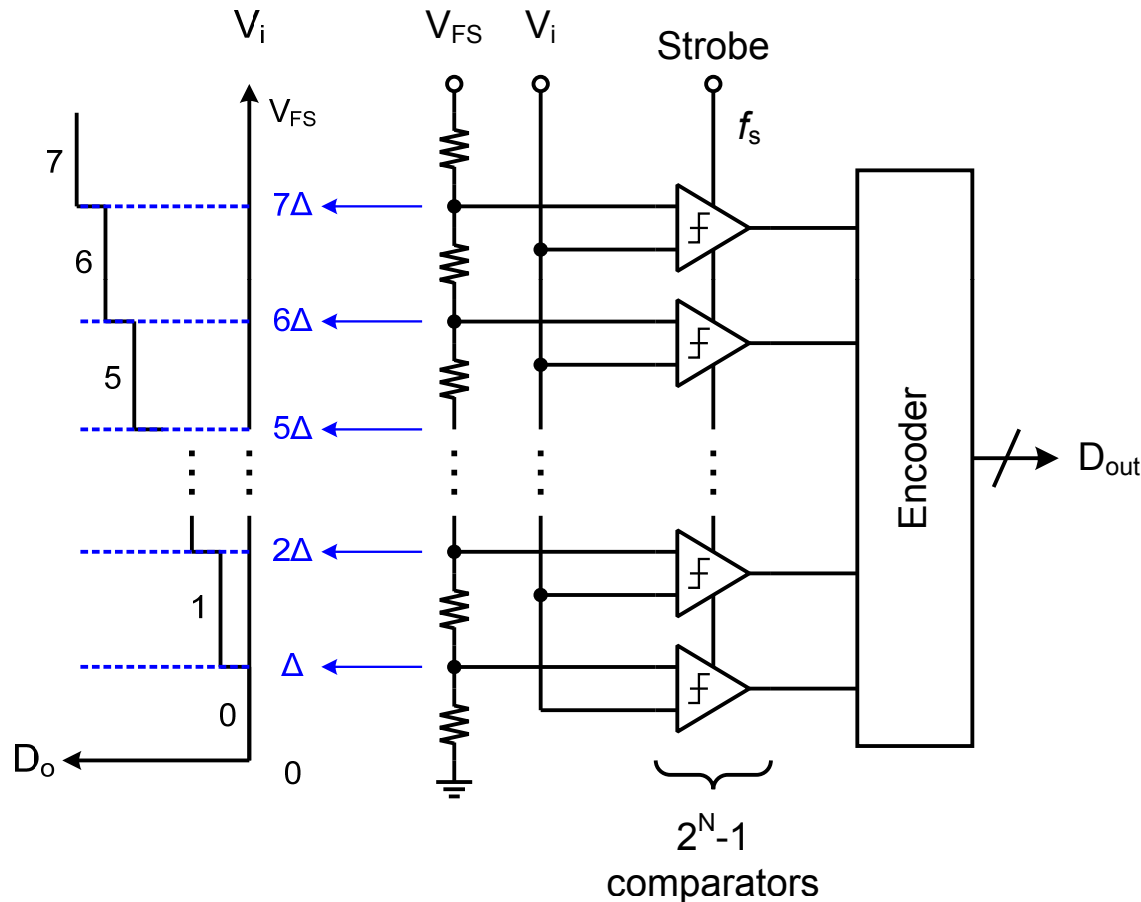 Vi
VFS
Vi
Strobe
VFS
fs
7
7Δ
6
6Δ
5
5Δ
Encoder
Dout
2Δ
1
Δ
0
Do
0
2^N-1
comparators